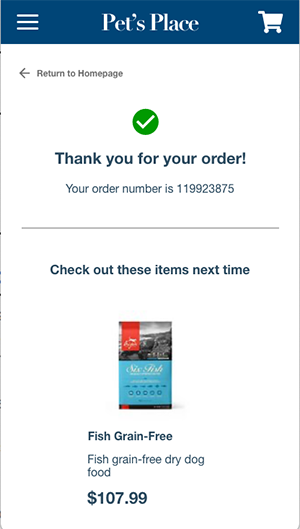 Pet's Place
Return to Homepage
Thank you for your order!
Your order number is 119923875
Check out these items next time
Six Fish
Fish Grain-Free
Fish grain-free dry dog
food
$107.99